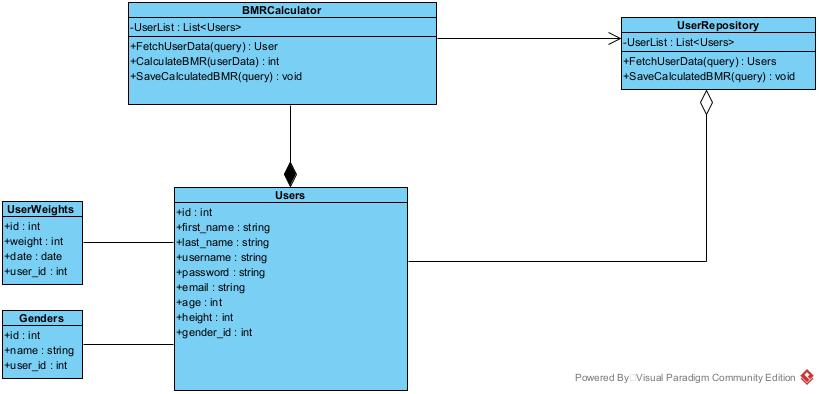 BMRCalculator
-UserList : List<Users>
+FetchUserData(query) : User
+CalculateBMR(userData) : int
+SaveCalculatedBMR(query) : void
UserRepository
-UserList : List<Users>
+FetchUserData(query) : Users
+SaveCalculatedBMR(query) : void
Users
+id : int
+first_name : string
+last_name : string
+username : string
+password : string
+email : string
+age : int
+height : int
+gender_id : int
UserWeights
+id : int
+weight : int
+date : date
+user_id : int
Genders
+id : int
+name : string
+user_id : int
Powered By Visual Paradigm Community Edition